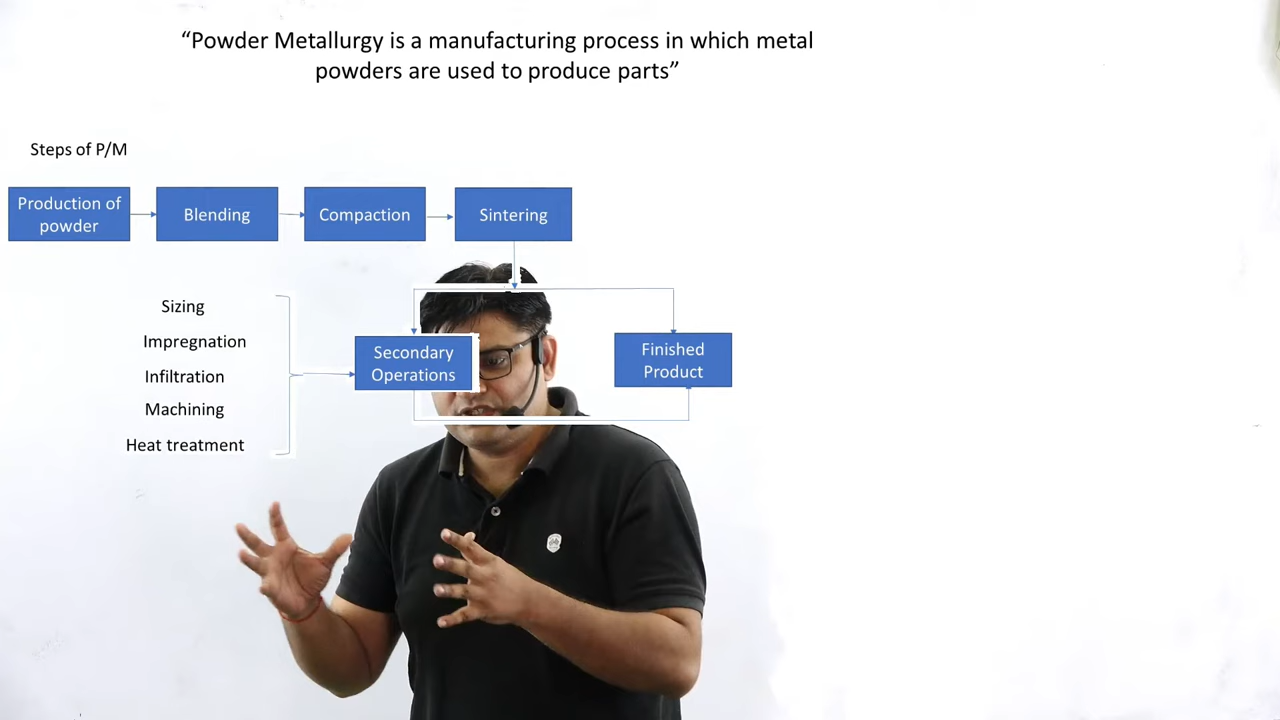 “Powder Metallurgy is a manufacturing process in which metal
powders are used to produce parts”
Steps of P/M
Production of
powder
Blending
Compaction
Sintering
Sizing
Impregnation
Infiltration
Machining
Heat treatment
Secondary
Operations
Finished
Product